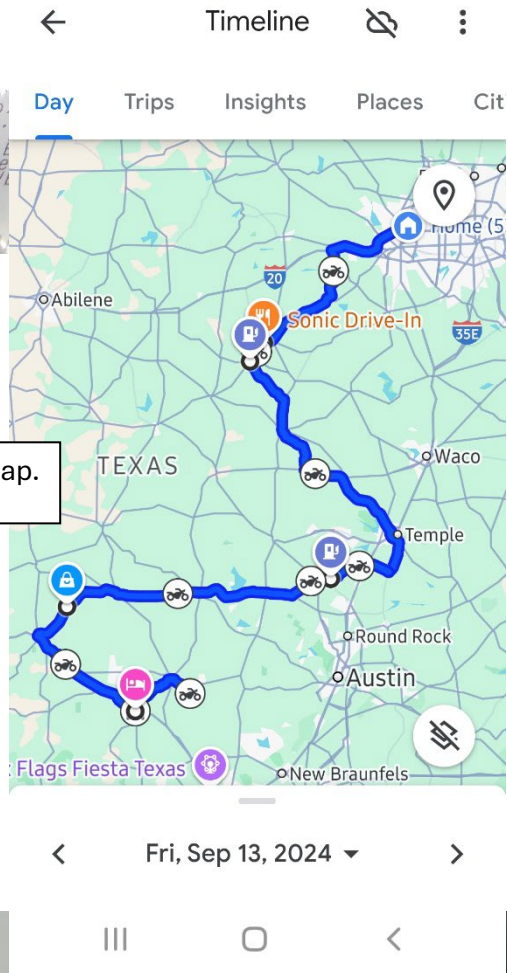 Timeline
Day Trips Insights Places Cit
Home (5
20
Abilene
Sonic Drive-In
35E
ap.
TEXAS
Waco
Temple
Round Rock
Austin
Flags Fiesta Texas
New Braunfels
Fri, Sep 13, 2024